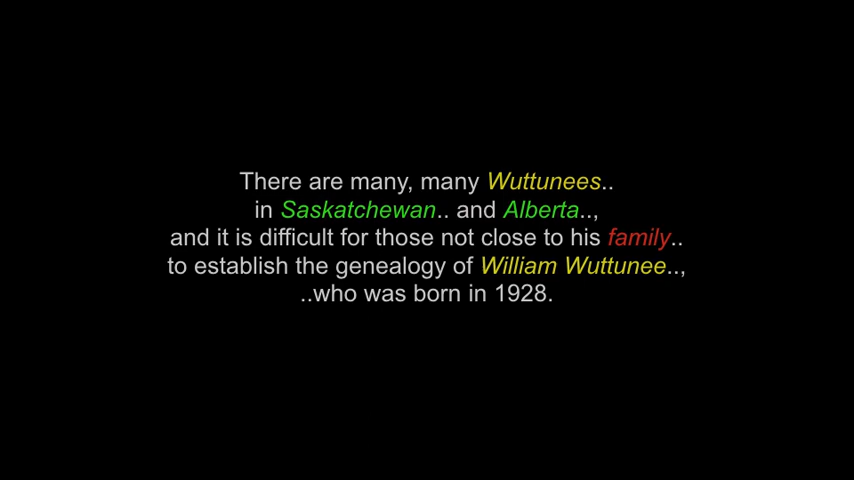 There are many, many Wuttunees..
in Saskatchewan.. and Alberta..,
and it is difficult for those not close to his family..
to establish the genealogy of William Wuttunee..,
..who was born in 1928.